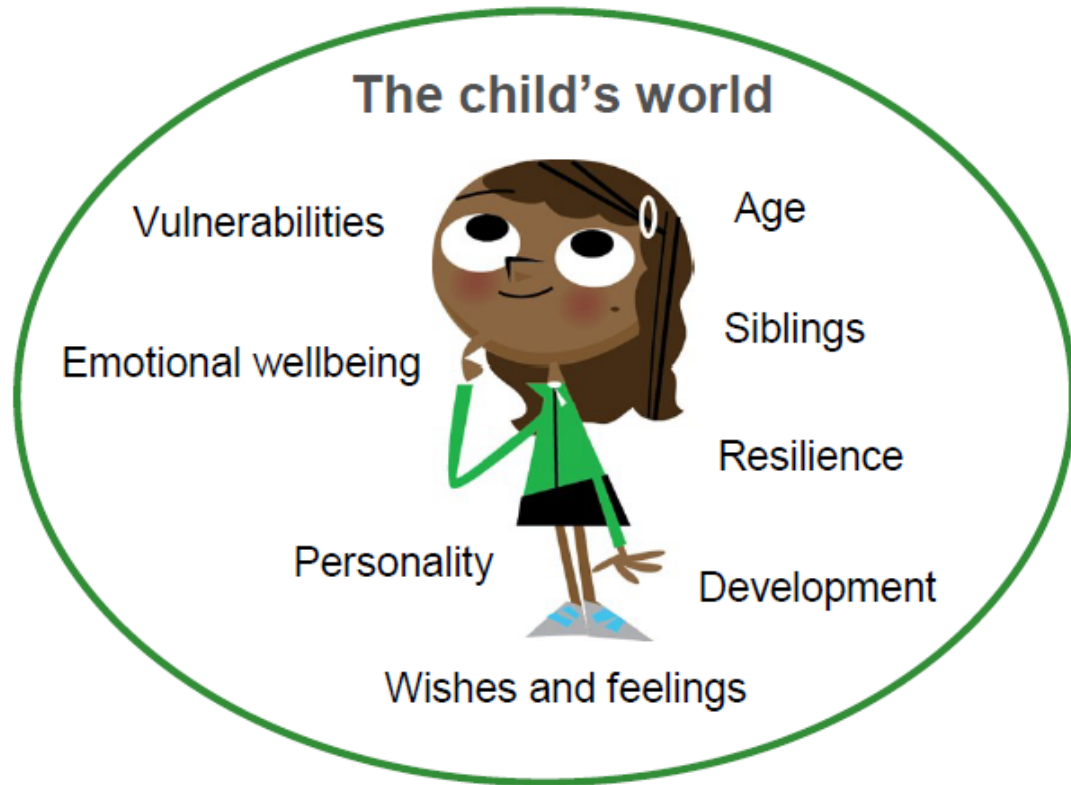 The child’s world
Vulnerabilities
Age
Siblings
Emotional wellbeing
Resilience
Personality
Development
Wishes and feelings